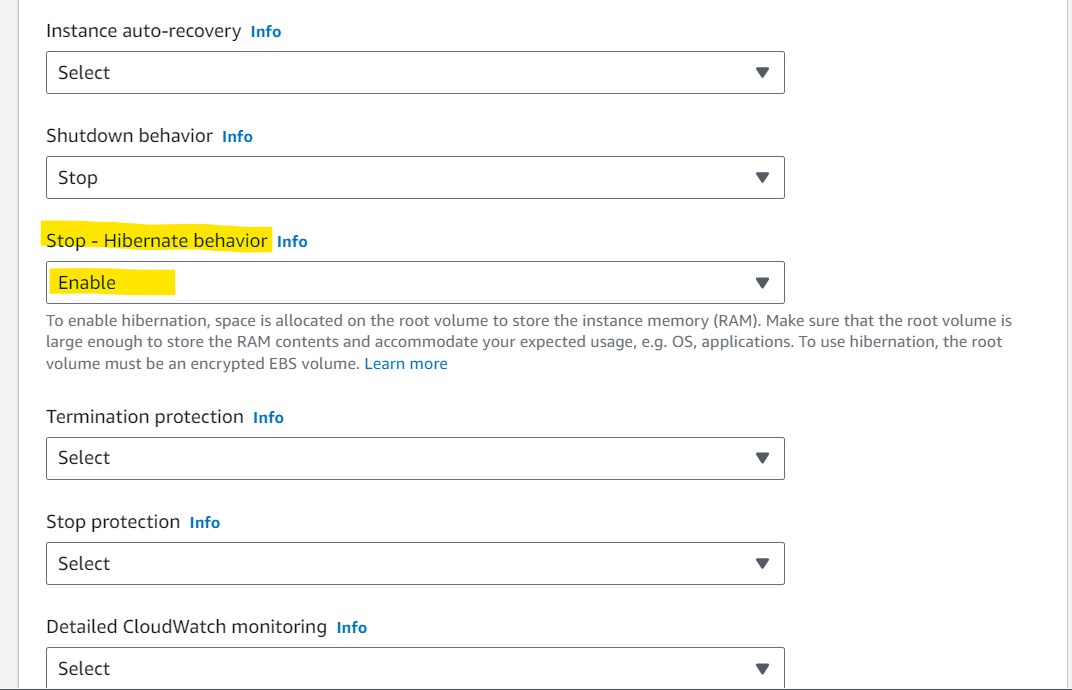 Instance auto-recovery Info
Select
Shutdown behavior Info
Stop
Stop - Hibernate behavior Info
Enable
To enable hibernation, space is allocated on the root volume to store the instance memory (RAM). Make sure that the root volume is
large enough to store the RAM contents and accommodate your expected usage, e.g. OS, applications. To use hibernation, the root
volume must be an encrypted EBS volume. Learn more
Termination protection Info
Select
Stop protection Info
Select
Detailed CloudWatch monitoring Info
Select